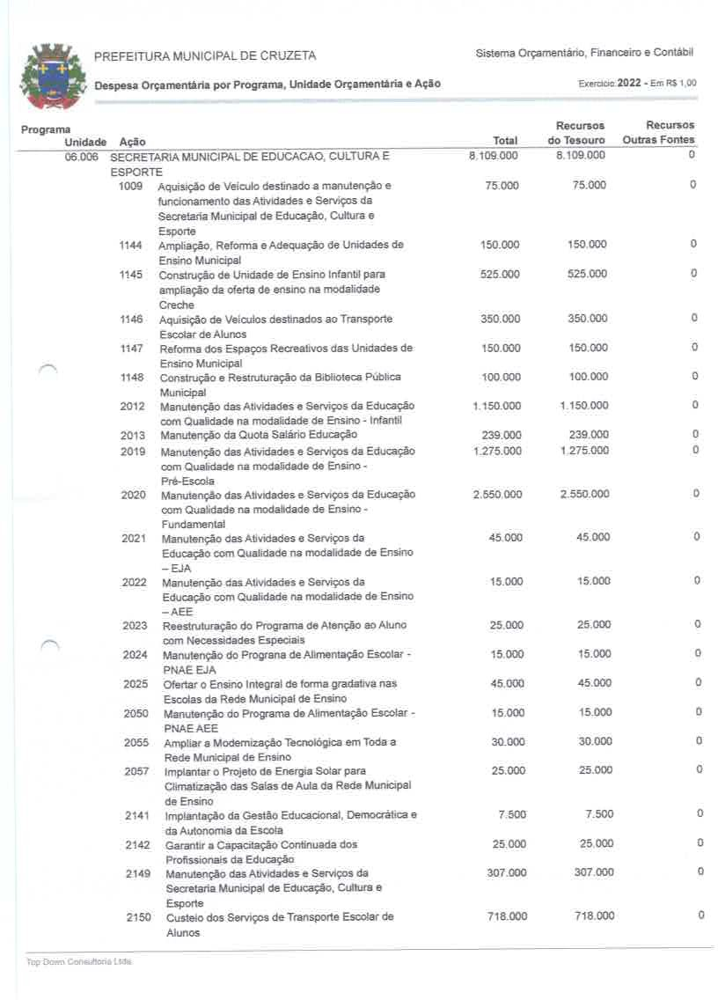 PREFEITURA MUNICIPAL DE CRUZETA
Sistema Orçamentário, Financeiro e Contábil
Despesa Orçamentária por Programa, Unidade Orçamentária e Ação
Exercício: 2022 - Em R$ 1,00
Programa
Unidade Ação Total Recursos do Tesouro Recursos Outras Fontes
06.006 SECRETARIA MUNICIPAL DE EDUCACAO, CULTURA E 8.109.000 8.109.000 0
ESPORTE
1009 Aquisição de Veículo destinado a manutenção e 75.000 75.000 0
funcionamento das Atividades e Serviços da
Secretaria Municipal de Educação, Cultura e
Esporte
1144 Ampliação, Reforma e Adequação de Unidades de 150.000 150.000 0
Ensino Municipal
1145 Construção de Unidade de Ensino Infantil para 525.000 525.000 0
ampliação da oferta de ensino na modalidade
Creche
1146 Aquisição de Veículos destinados ao Transporte 350.000 350.000 0
Escolar de Alunos
1147 Reforma dos Espaços Recreativos das Unidades de 150.000 150.000 0
Ensino Municipal
1148 Construção e Restruturação da Biblioteca Pública 100.000 100.000 0
Municipal
2012 Manutenção das Atividades e Serviços da Educação 1.150.000 1.150.000 0
com Qualidade na modalidade de Ensino - Infantil
2013 Manutenção da Quota Salário Educação 239.000 239.000 0
2019 Manutenção das Atividades e Serviços da Educação 1.275.000 1.275.000 0
com Qualidade na modalidade de Ensino -
Pré-Escola
2020 Manutenção das Atividades e Serviços da Educação 2.550.000 2.550.000 0
com Qualidade na modalidade de Ensino -
Fundamental
2021 Manutenção das Atividades e Serviços da 45.000 45.000 0
Educação com Qualidade na modalidade de Ensino
– EJA
2022 Manutenção das Atividades e Serviços da 15.000 15.000 0
Educação com Qualidade na modalidade de Ensino
– AEE
2023 Reestruturação do Programa de Atenção ao Aluno 25.000 25.000 0
com Necessidades Especiais
2024 Manutenção do Prograna de Alimentação Escolar - 15.000 15.000 0
PNAE EJA
2025 Ofertar o Ensino Integral de forma gradativa nas 45.000 45.000 0
Escolas da Rede Municipal de Ensino
2050 Manutenção do Programa de Alimentação Escolar - 15.000 15.000 0
PNAE AEE
2055 Ampliar a Modernização Tecnológica em Toda a 30.000 30.000 0
Rede Municipal de Ensino
2057 Implantar o Projeto de Energia Solar para 25.000 25.000 0
Climatização das Salas de Aula da Rede Municipal
de Ensino
2141 Implantação da Gestão Educacional, Democrática e 7.500 7.500 0
da Autonomia da Escola
2142 Garantir a Capacitação Continuada dos 25.000 25.000 0
Profissionais da Educação
2149 Manutenção das Atividades e Serviços da 307.000 307.000 0
Secretaria Municipal de Educação, Cultura e
Esporte
2150 Custeio dos Serviços de Transporte Escolar de 718.000 718.000 0
Alunos
Top Down Consultoria Ltda.